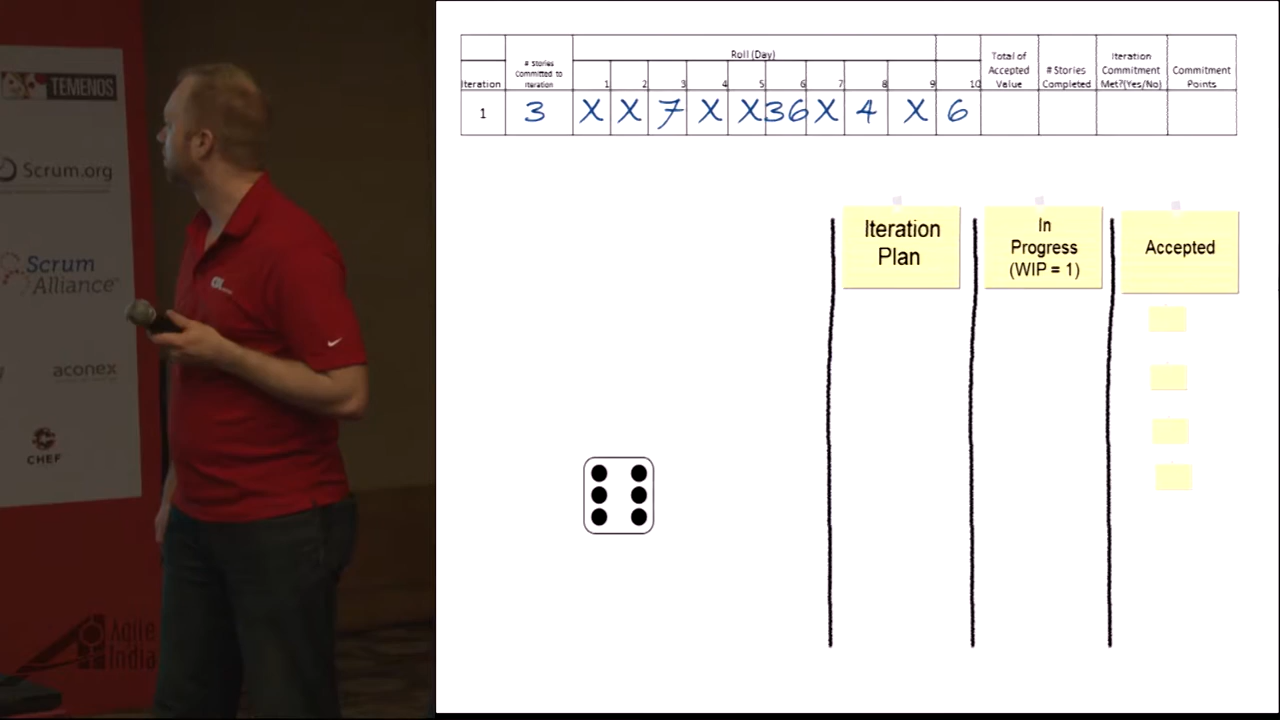 TEMENOS
Scrum.org
Scrum
Alliance
aconex
CHEF
Agile
India
Iteration
# Stories
Committed to
Iteration
Roll (Day)
1 2 3 4 5 6 7 8 9 10
Total of
Accepted
Value
# Stories
Completed
Iteration
Commitment
Met?(Yes/No)
Commitment
Points
1 3 X X 7 X X 36 X 4 X 6
Iteration
Plan
In
Progress
(WIP = 1)
Accepted